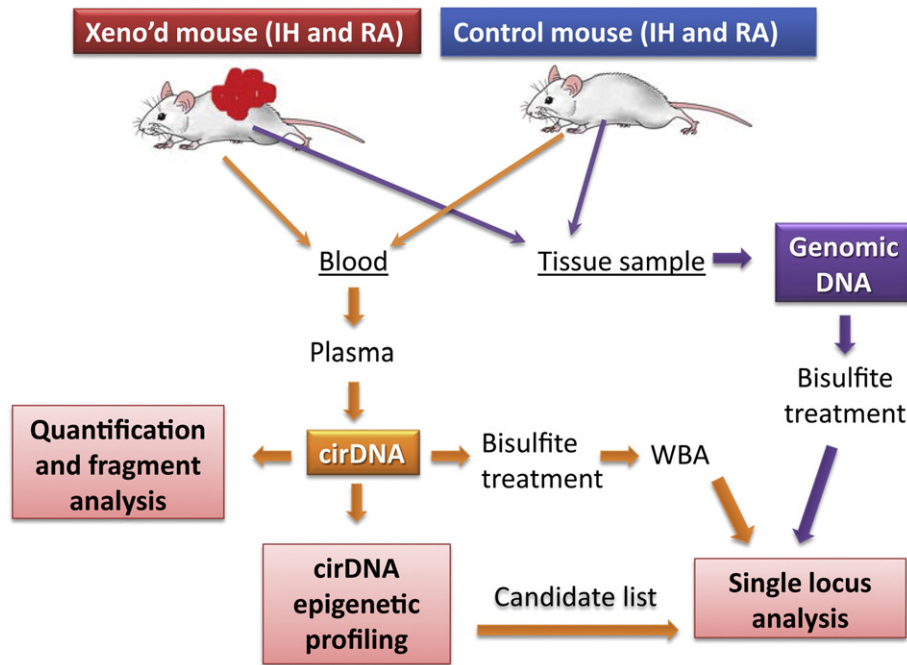 Xeno'd mouse (IH and RA)
Control mouse (IH and RA)
Blood
Tissue sample
Genomic
DNA
Plasma
Bisulfite
treatment
Quantification
and fragment
analysis
cirDNA
Bisulfite
treatment
WBA
cirDNA
epigenetic
profiling
Candidate list
Single locus
analysis